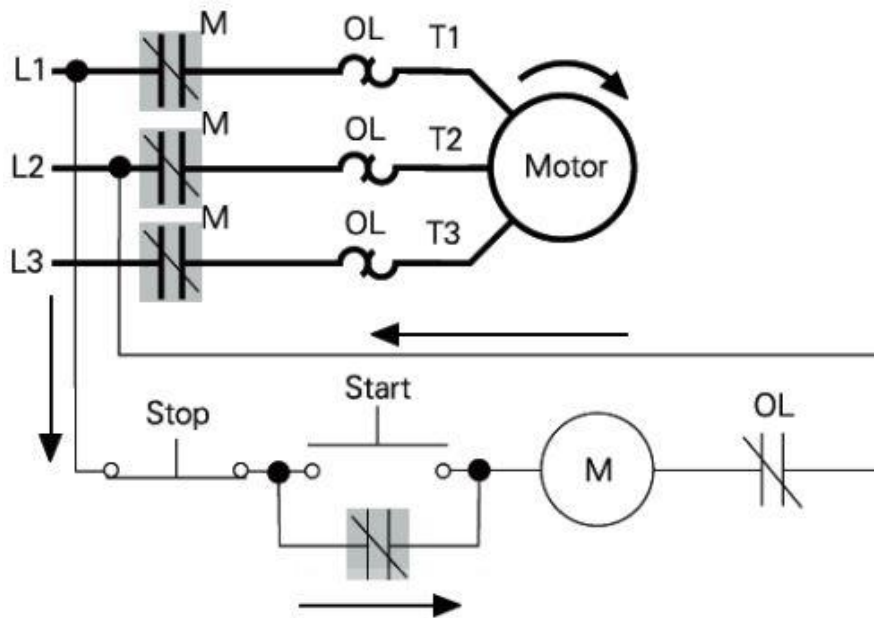 M OL T1
L1
M OL T2
L2 Motor
M OL T3
L3
Start
Stop OL
M